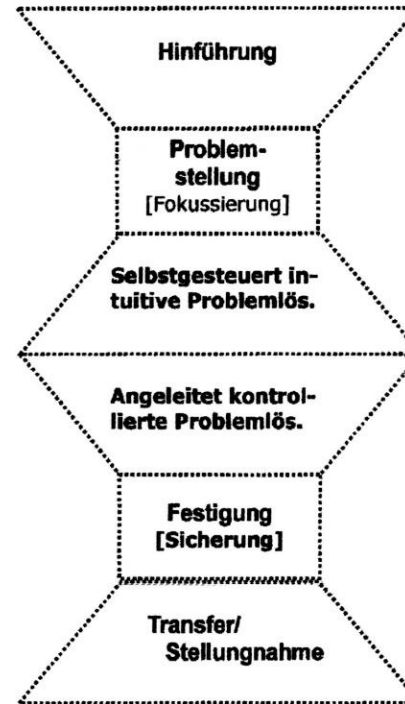 Hinführung
Problem-
stellung
[Fokussierung]
Selbstgesteuert in-
tuitive Problemlös.
Angeleitet kontrol-
lierte Problemlös.
Festigung
[Sicherung]
Transfer/
Stellungnahme